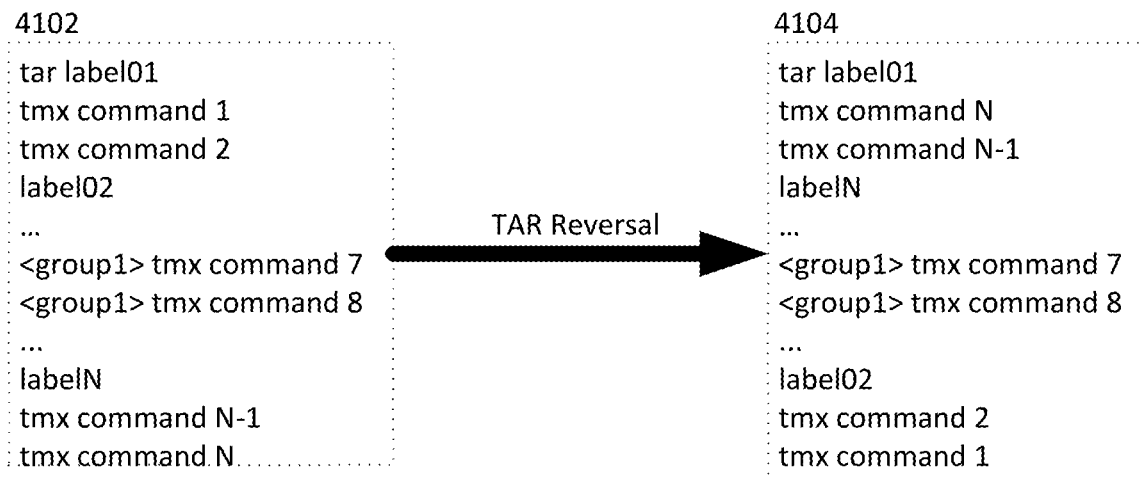 4102
tar label01
tmx command 1
tmx command 2
label02
...
<group1> tmx command 7
<group1> tmx command 8
...
labelN
tmx command N-1
tmx command N
TAR Reversal
4104
tar label01
tmx command N
tmx command N-1
labelN
...
<group1> tmx command 7
<group1> tmx command 8
...
label02
tmx command 2
tmx command 1